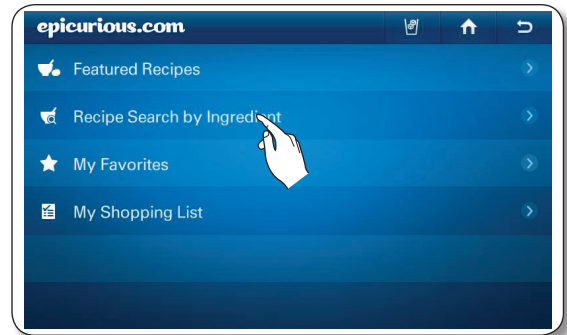 epicurious.com
Featured Recipes
Recipe Search by Ingredient
My Favorites
My Shopping List